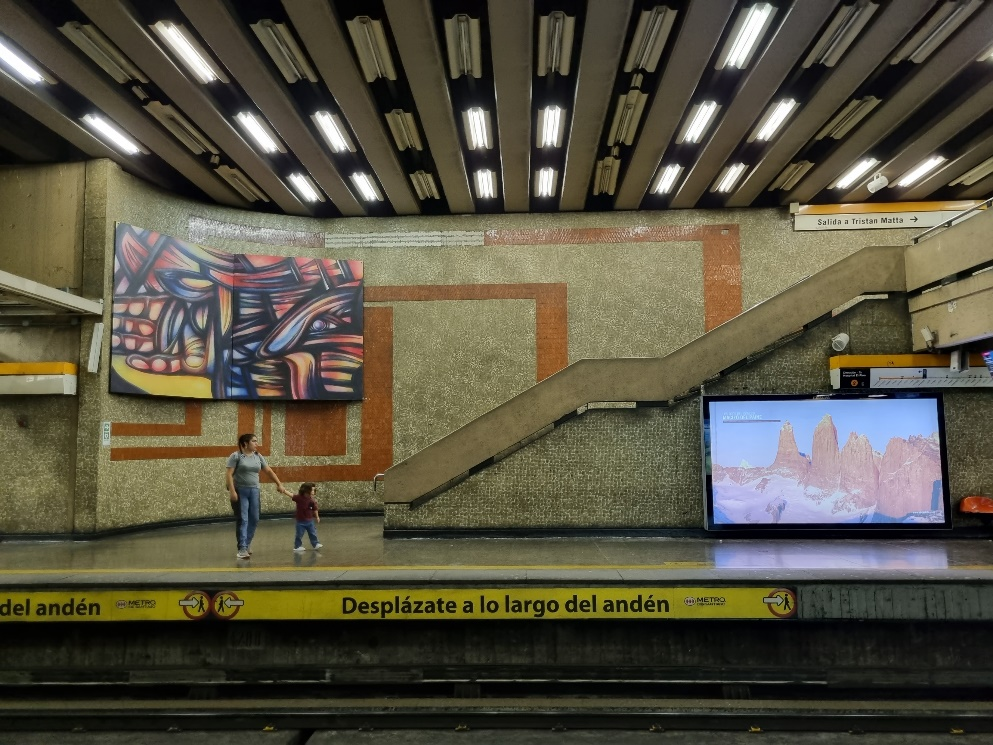 Salida a Tristan Matta →
del andén
METRO
Desplázate a lo largo del andén
METRO